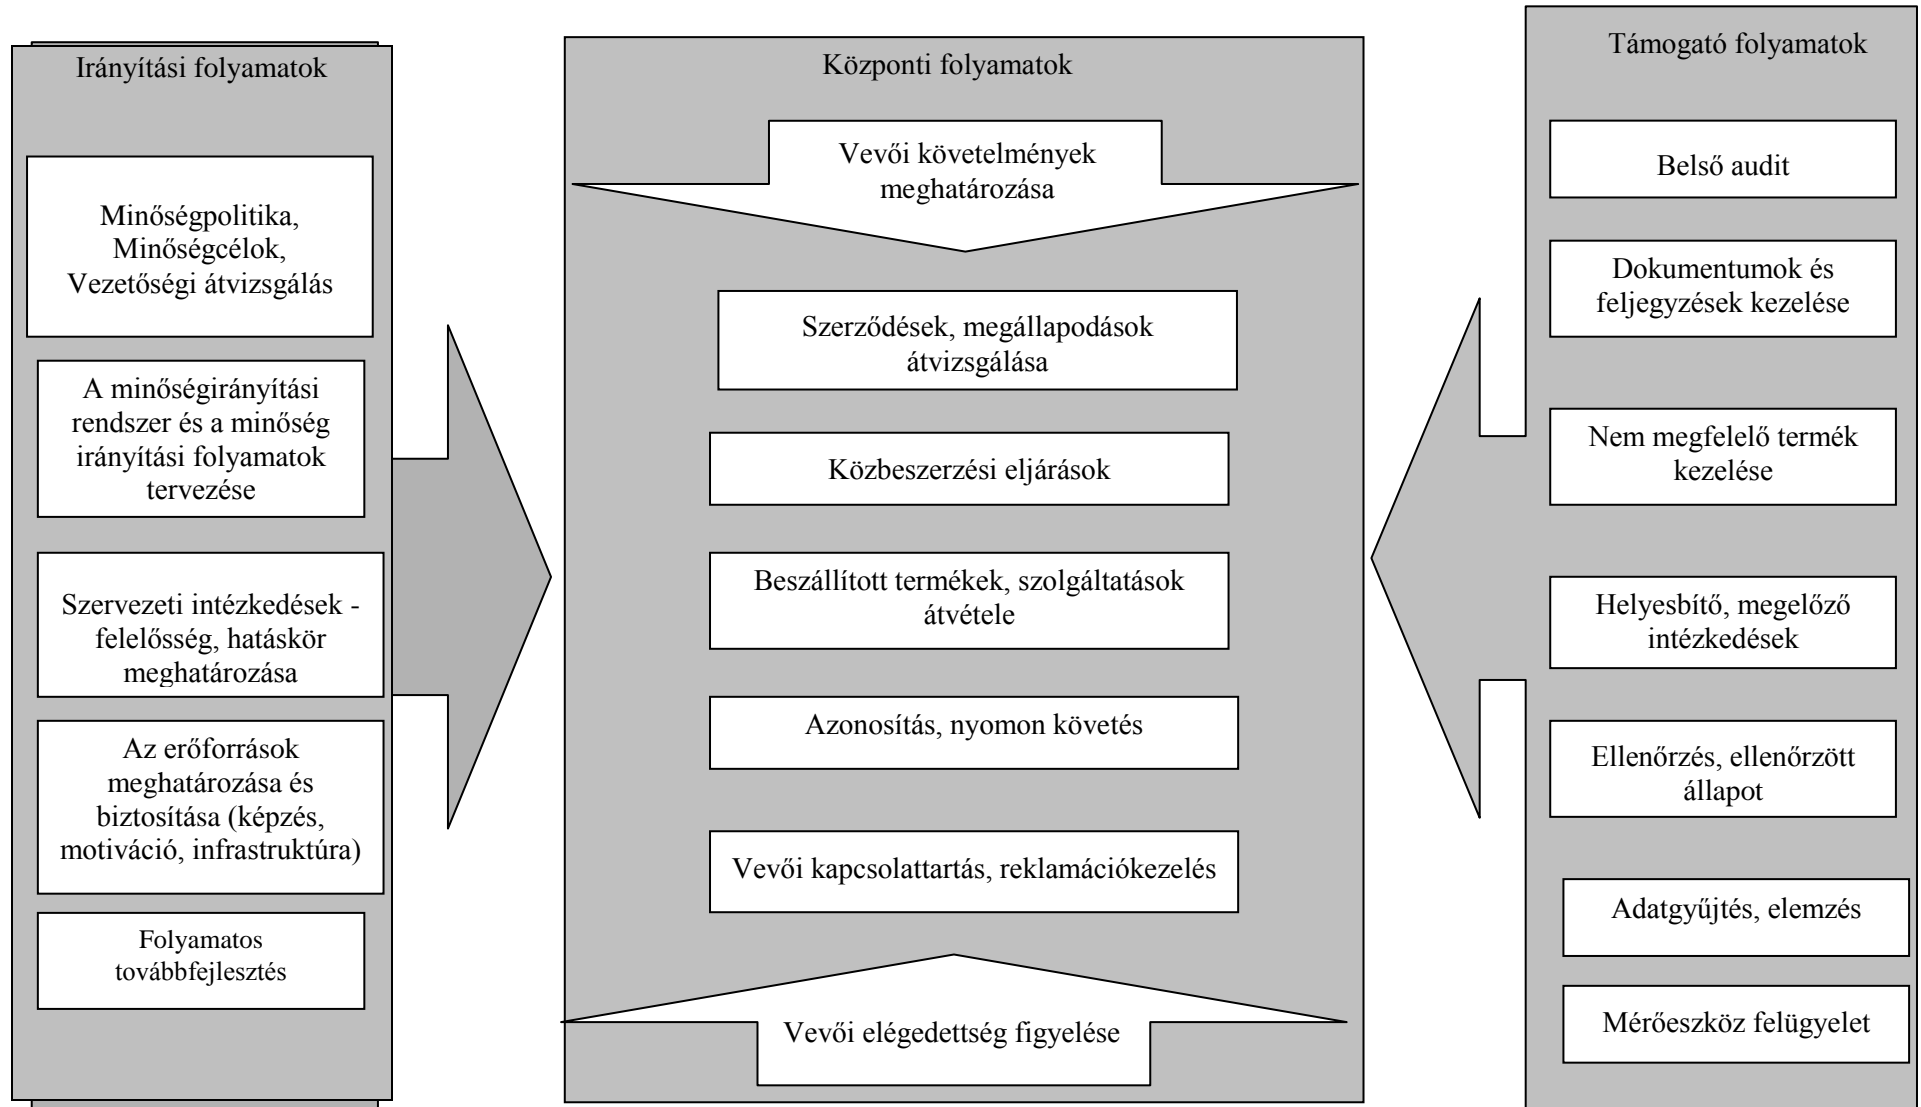 Irányítási folyamatok
Minőségpolitika,
Minőségcélok,
Vezetőségi átvizsgálás
A minőségirányítási
rendszer és a minőség
irányítási folyamatok
tervezése
Szervezeti intézkedések -
felelősség, hatáskör
meghatározása
Az erőforrások
meghatározása és
biztosítása (képzés,
motiváció, infrastruktúra)
Folyamatos
továbbfejlesztés
Központi folyamatok
Vevői követelmények
meghatározása
Szerződések, megállapodások
átvizsgálása
Közbeszerzési eljárások
Beszállított termékek, szolgáltatások
átvétele
Azonosítás, nyomon követés
Vevői kapcsolattartás, reklamációkezelés
Vevői elégedettség figyelése
Támogató folyamatok
Belső audit
Dokumentumok és
feljegyzések kezelése
Nem megfelelő termék
kezelése
Helyesbítő, megelőző
intézkedések
Ellenőrzés, ellenőrzött
állapot
Adatgyűjtés, elemzés
Mérőeszköz felügyelet